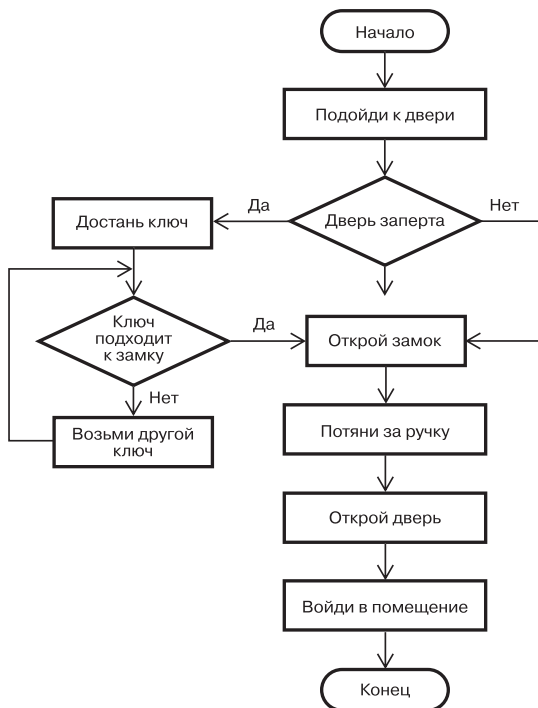 Начало
Подойди к двери
Дверь заперта
Да
Нет
Достань ключ
Ключ
подходит
к замку
Да
Открой замок
Нет
Возьми другой
ключ
Потяни за ручку
Открой дверь
Войди в помещение
Конец